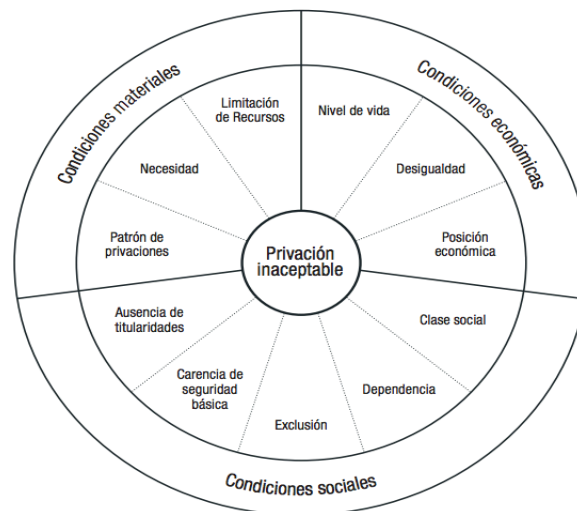 Condiciones materiales
Condiciones económicas
Limitación
de Recursos
Nivel de vida
Necesidad
Desigualdad
Patrón de
privaciones
Privación
inaceptable
Posición
económica
Ausencia de
titularidades
Clase social
Carencia de
seguridad
básica
Dependencia
Exclusión
Condiciones sociales